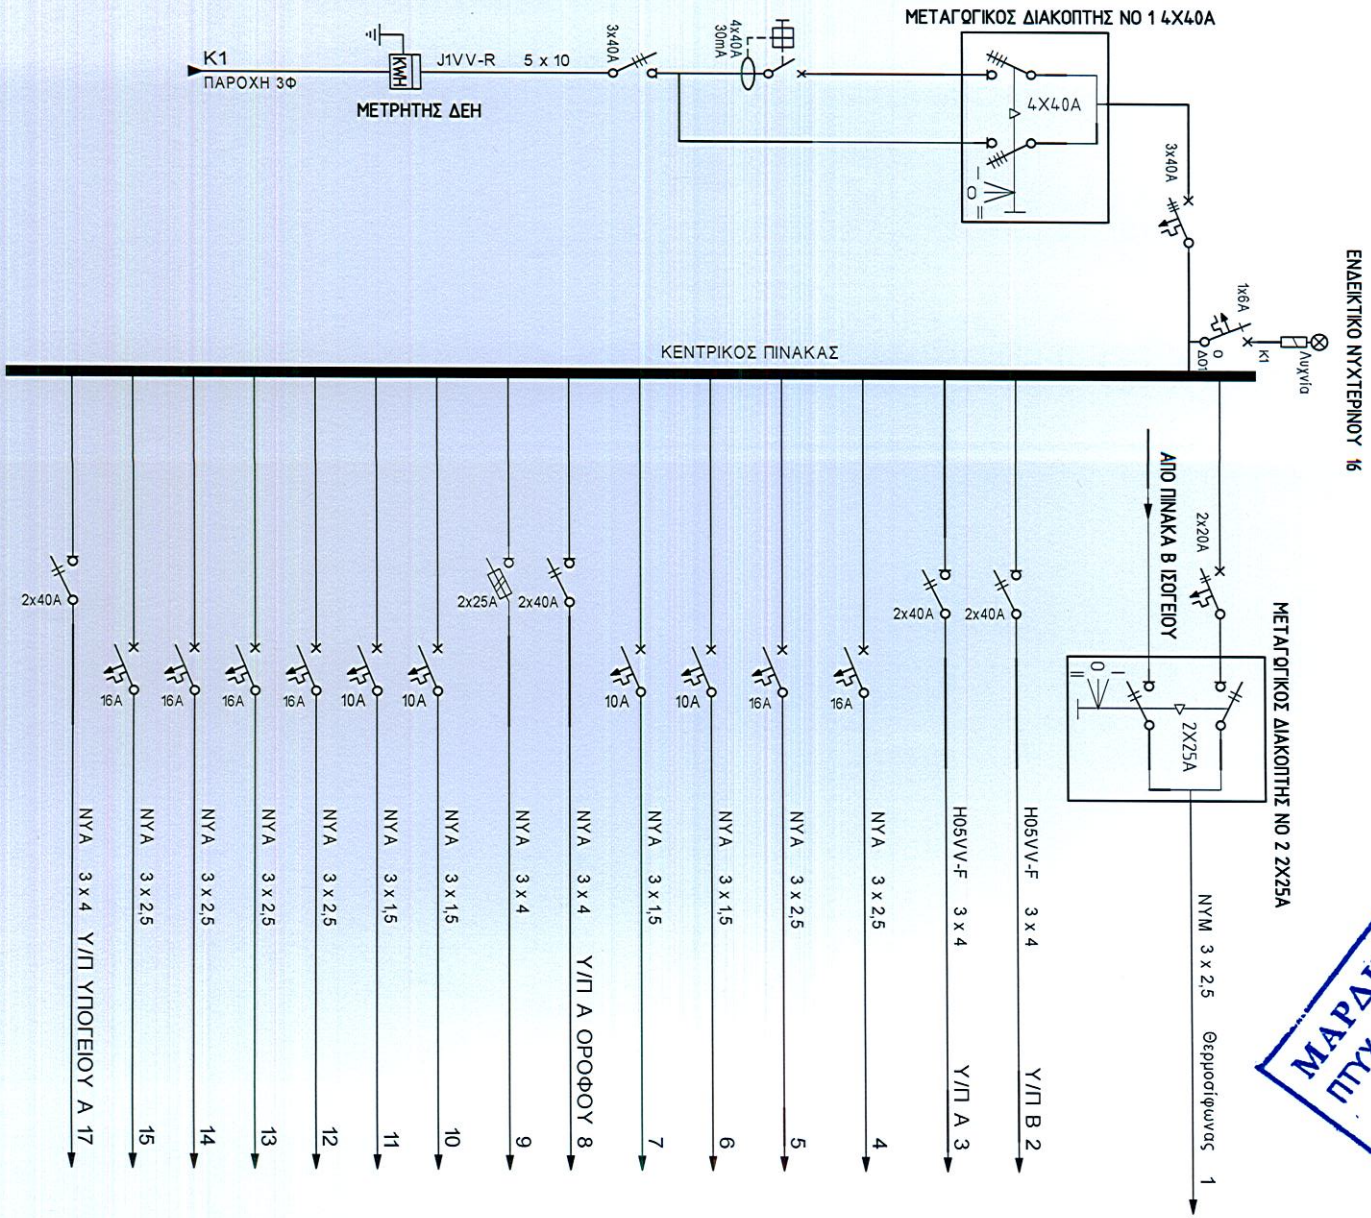 ΜΕΤΑΓΩΓΙΚΟΣ ΔΙΑΚΟΠΤΗΣ ΝΟ 1 4Χ40Α
K1
ΠΑΡΟΧΗ 3Φ
KWH
ΜΕΤΡΗΤΗΣ ΔΕΗ
J1VV-R 5 x 10
3x40A
4x40A
30mA
4X40A
I
O
II
3x40A
ΕΝΔΕΙΚΤΙΚΟ ΝΥΧΤΕΡΙΝΟΥ 16
1x6A
Λυχνία
K1
O
ΔΟ1
ΚΕΝΤΡΙΚΟΣ ΠΙΝΑΚΑΣ
ΑΠΟ ΠΙΝΑΚΑ Β ΙΣΟΓΕΙΟΥ
2x20A
ΜΕΤΑΓΩΓΙΚΟΣ ΔΙΑΚΟΠΤΗΣ ΝΟ 2 2Χ25Α
I
O
II
2X25A
NYM 3 x 2,5 Θερμοσίφωνας 1
2x40A H05VV-F 3 x 4 Υ/Π Β 2
2x40A H05VV-F 3 x 4 Υ/Π Α 3
16A NYA 3 x 2,5 4
16A NYA 3 x 2,5 5
10A NYA 3 x 1,5 6
10A NYA 3 x 1,5 7
2x40A NYA 3 x 4 Υ/Π Α ΟΡΟΦΟΥ 8
2x25A NYA 3 x 4 9
10A NYA 3 x 1,5 10
10A NYA 3 x 1,5 11
16A NYA 3 x 2,5 12
16A NYA 3 x 2,5 13
16A NYA 3 x 2,5 14
16A NYA 3 x 2,5 15
2x40A NYA 3 x 4 Υ/Π ΥΠΟΓΕΙΟΥ Α 17